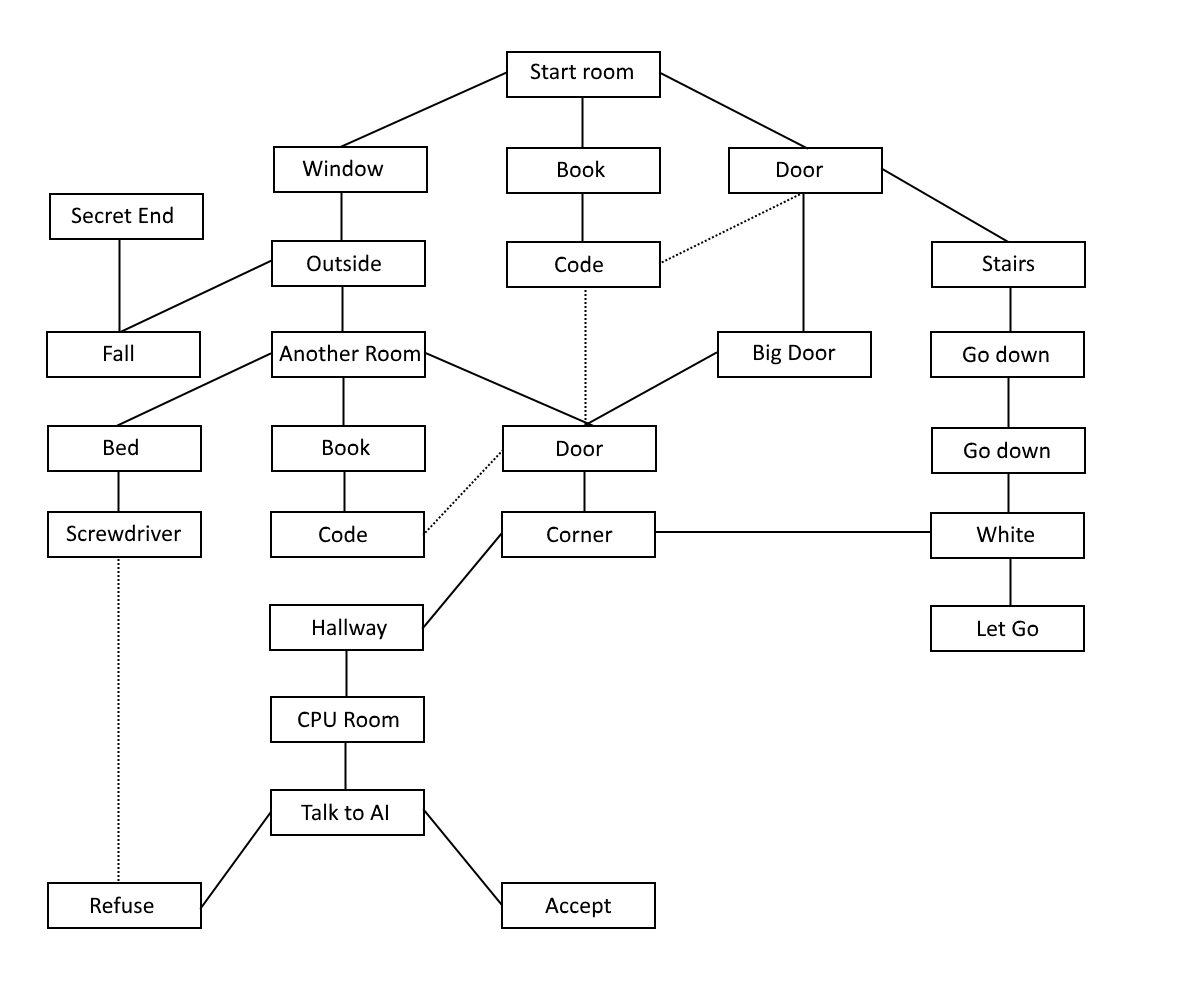 Start room
Window
Book
Door
Secret End
Outside
Code
Stairs
Fall
Another Room
Big Door
Go down
Bed
Book
Door
Go down
Screwdriver
Code
Corner
White
Hallway
Let Go
CPU Room
Talk to AI
Refuse
Accept